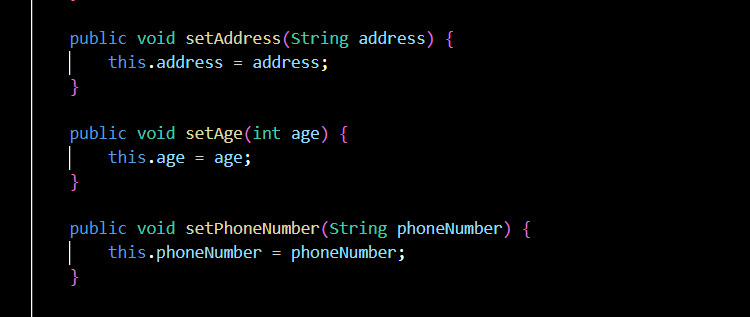 public void setAddress(String address) {
this.address = address;
}
public void setAge(int age) {
this.age = age;
}
public void setPhoneNumber(String phoneNumber) {
this.phoneNumber = phoneNumber;
}